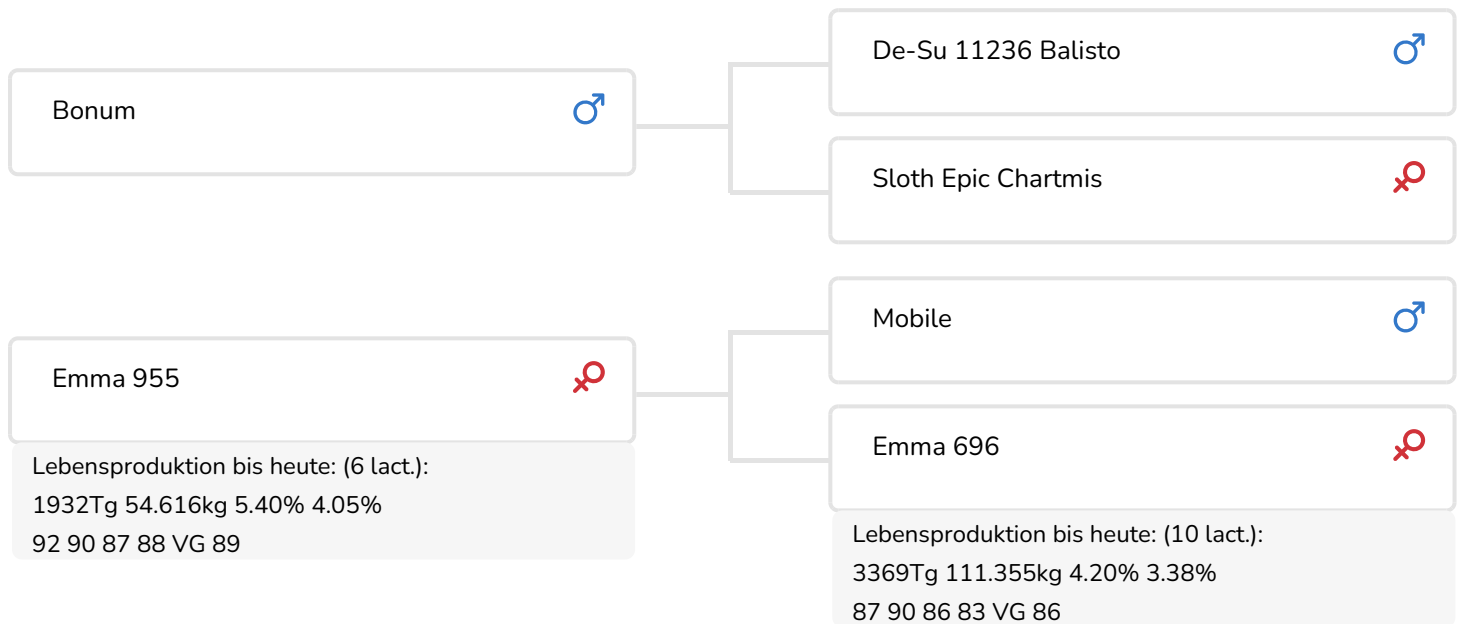 Bonum
De-Su 11236 Balisto
Sloth Epic Chartmis
Emma 955
Lebensproduktion bis heute: (6 lact.):
1932Tg 54.616kg 5.40% 4.05%
92 90 87 88 VG 89
Mobile
Emma 696
Lebensproduktion bis heute: (10 lact.):
3369Tg 111.355kg 4.20% 3.38%
87 90 86 83 VG 86